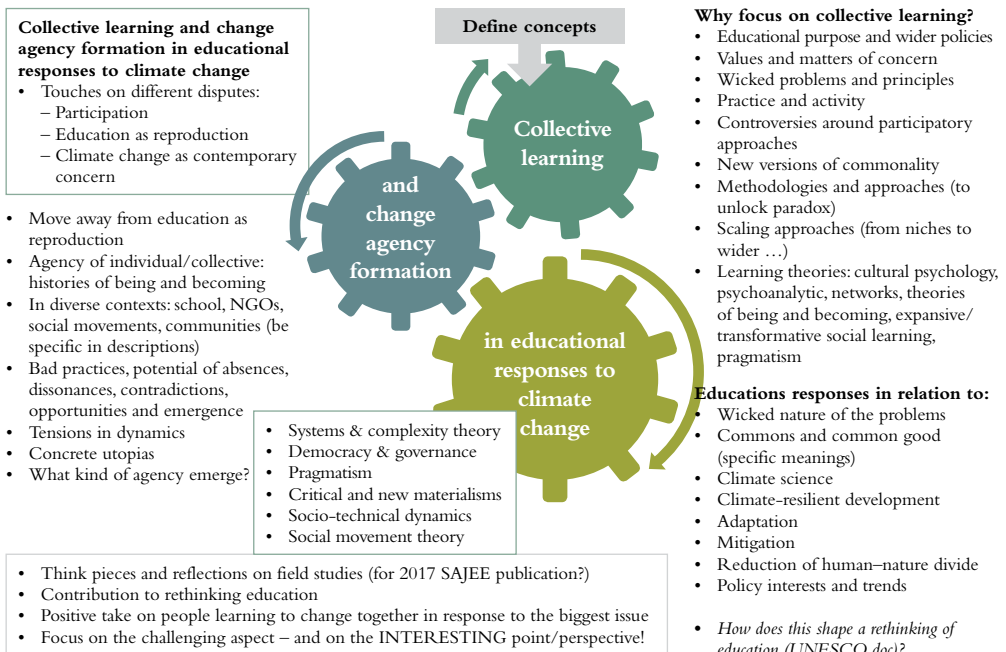 Collective learning and change
agency formation in educational
responses to climate change
• Touches on different disputes:
– Participation
– Education as reproduction
– Climate change as contemporary
concern
• Move away from education as
reproduction
• Agency of individual/collective:
histories of being and becoming
• In diverse contexts: school, NGOs,
social movements, communities (be
specific in descriptions)
• Bad practices, potential of absences,
dissonances, contradictions,
opportunities and emergence
• Tensions in dynamics
• Concrete utopias
• What kind of agency emerge?
Define concepts
Collective
learning
and
change
agency
formation
in educational
responses to
climate
change
• Systems & complexity theory
• Democracy & governance
• Pragmatism
• Critical and new materialisms
• Socio-technical dynamics
• Social movement theory
• Think pieces and reflections on field studies (for 2017 SAJEE publication?)
• Contribution to rethinking education
• Positive take on people learning to change together in response to the biggest issue
• Focus on the challenging aspect – and on the INTERESTING point/perspective!
Why focus on collective learning?
• Educational purpose and wider policies
• Values and matters of concern
• Wicked problems and principles
• Practice and activity
• Controversies around participatory
approaches
• New versions of commonality
• Methodologies and approaches (to
unlock paradox)
• Scaling approaches (from niches to
wider …)
• Learning theories: cultural psychology,
psychoanalytic, networks, theories
of being and becoming, expansive/
transformative social learning,
pragmatism
Educations responses in relation to:
• Wicked nature of the problems
• Commons and common good
(specific meanings)
• Climate science
• Climate-resilient development
• Adaptation
• Mitigation
• Reduction of human–nature divide
• Policy interests and trends
• How does this shape a rethinking of
education (UNESCO doc)?